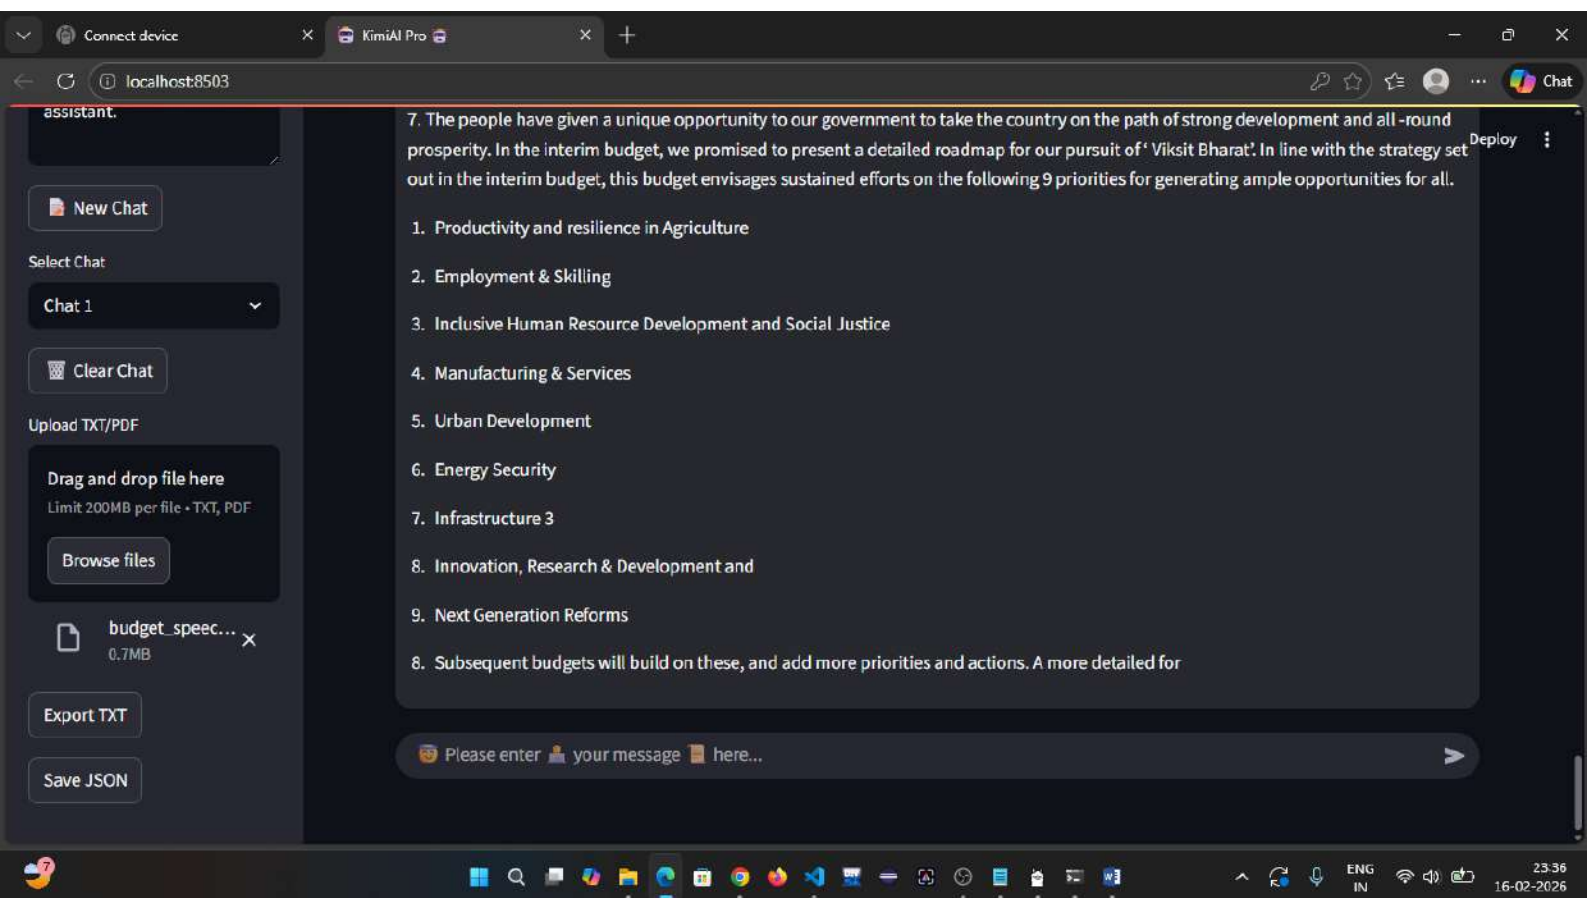 Connect device
KimiAI Pro
localhost:8503
Chat
assistant.
New Chat
Select Chat
Chat 1
Clear Chat
Upload TXT/PDF
Drag and drop file here
Limit 200MB per file • TXT, PDF
Browse files
budget_speec...
0.7MB
Export TXT
Save JSON
Deploy
7. The people have given a unique opportunity to our government to take the country on the path of strong development and all -round
prosperity. In the interim budget, we promised to present a detailed roadmap for our pursuit of ‘ Viksit Bharat’. In line with the strategy set
out in the interim budget, this budget envisages sustained efforts on the following 9 priorities for generating ample opportunities for all.
1. Productivity and resilience in Agriculture
2. Employment & Skilling
3. Inclusive Human Resource Development and Social Justice
4. Manufacturing & Services
5. Urban Development
6. Energy Security
7. Infrastructure 3
8. Innovation, Research & Development and
9. Next Generation Reforms
8. Subsequent budgets will build on these, and add more priorities and actions. A more detailed for
Please enter your message here...
7
ENG
IN
23:36
16-02-2026